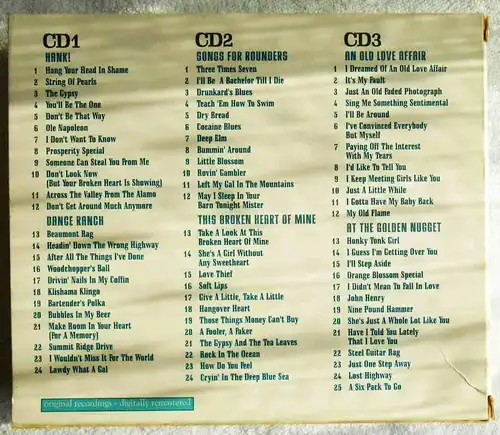 CD1
HANK!
1 Hang Your Head In Shame
2 String Of Pearls
3 The Gypsy
4 You'll Be The One
5 Don't Be That Way
6 Ole Napoleon
7 I Don't Want To Know
8 Prosperity Special
9 Someone Can Steal You From Me
10 Don't Look Now
(But Your Broken Heart Is Showing)
11 Across The Valley From The Alamo
12 Don't Get Around Much Anymore
DANCE RANCH
13 Beaumont Rag
14 Headin' Down The Wrong Highway
15 After All The Things I've Done
16 Woodchopper's Ball
17 Drivin' Nails In My Coffin
18 Klishama Klingo
19 Bartender's Polka
20 Bubbles In My Beer
21 Make Room In Your Heart
(For A Memory)
22 Summit Ridge Drive
23 I Wouldn't Miss It For The World
24 Lawdy What A Gal
original recordings - digitally remastered
CD2
SONGS FOR ROUNDERS
1 Three Times Seven
2 I'll Be A Bachelor Till I Die
3 Drunkard's Blues
4 Teach 'Em How To Swim
5 Dry Bread
6 Cocaine Blues
7 Deep Elm
8 Bummin' Around
9 Little Blossom
10 Rovin' Gambler
11 Left My Gal In The Mountains
12 May I Sleep In Your
Barn Tonight Mister
THIS BROKEN HEART OF MINE
13 Take A Look At This
Broken Heart Of Mine
14 She's A Girl Without
Any Sweetheart
15 Love Thief
16 Soft Lips
17 Give A Little, Take A Little
18 Hangover Heart
19 Those Things Money Can't Buy
20 A Fooler, A Faker
21 The Gypsy And The Tea Leaves
22 Rock In The Ocean
23 How Do You Feel
24 Cryin' In The Deep Blue Sea
CD3
AN OLD LOVE AFFAIR
1 I Dreamed Of An Old Love Affair
2 It's My Fault
3 Just An Old Faded Photograph
4 Sing Me Something Sentimental
5 I'll Be Around
6 I've Convinced Everybody
But Myself
7 Paying Off The Interest
With My Tears
8 I'd Like To Tell You
9 I Keep Meeting Girls Like You
10 Just A Little While
11 I Gotta Have My Baby Back
12 My Old Flame
AT THE GOLDEN NUGGET
13 Honky Tonk Girl
14 I Guess I'm Getting Over You
15 I'll Step Aside
16 Orange Blossom Special
17 I Didn't Mean To Fall In Love
18 John Henry
19 Nine Pound Hammer
20 She's Just A Whole Lot Like You
21 Have I Told You Lately
That I Love You
22 Steel Guitar Rag
23 Just One Step Away
24 Lost Highway
25 A Six Pack To Go